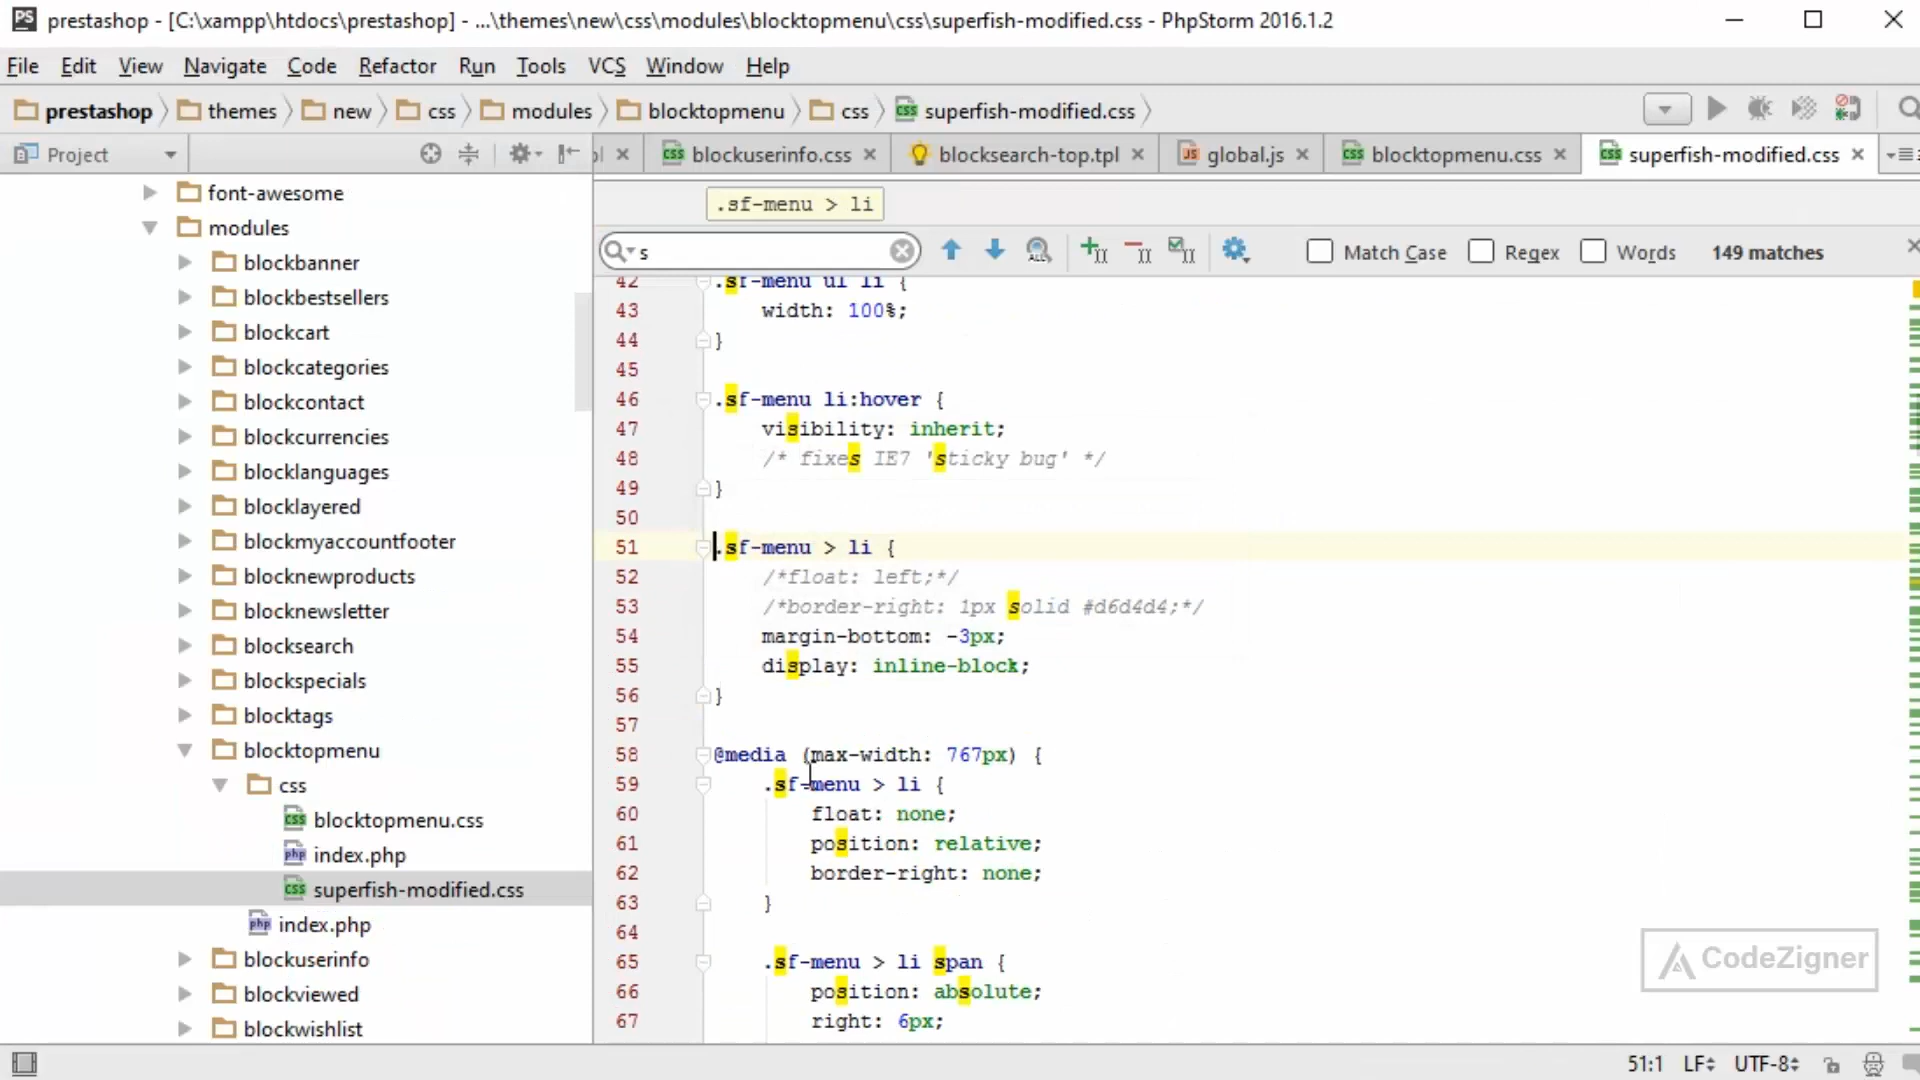 PS prestashop - [C:\xampp\htdocs\prestashop] - ...\themes\new\css\modules\blocktopmenu\css\superfish-modified.css - PhpStorm 2016.1.2
File Edit View Navigate Code Refactor Run Tools VCS Window Help
prestashop themes new css modules blocktopmenu css superfish-modified.css
Project
blockuserinfo.css blocksearch-top.tpl global.js blocktopmenu.css superfish-modified.css
font-awesome
modules
blockbanner
blockbestsellers
blockcart
blockcategories
blockcontact
blockcurrencies
blocklanguages
blocklayered
blockmyaccountfooter
blocknewproducts
blocknewsletter
blocksearch
blockspecials
blocktags
blocktopmenu
css
blocktopmenu.css
index.php
superfish-modified.css
index.php
blockuserinfo
blockviewed
blockwishlist
.sf-menu > li
s Match Case Regex Words 149 matches
42 .sf-menu ul li {
43 width: 100%;
44 }
45
46 .sf-menu li:hover {
47 visibility: inherit;
48 /* fixes IE7 'sticky bug' */
49 }
50
51 .sf-menu > li {
52 /*float: left;*/
53 /*border-right: 1px solid #d6d4d4;*/
54 margin-bottom: -3px;
55 display: inline-block;
56 }
57
58 @media (max-width: 767px) {
59 .sf-menu > li {
60 float: none;
61 position: relative;
62 border-right: none;
63 }
64
65 .sf-menu > li span {
66 position: absolute;
67 right: 6px;
CodeZigner
51:1 LF UTF-8